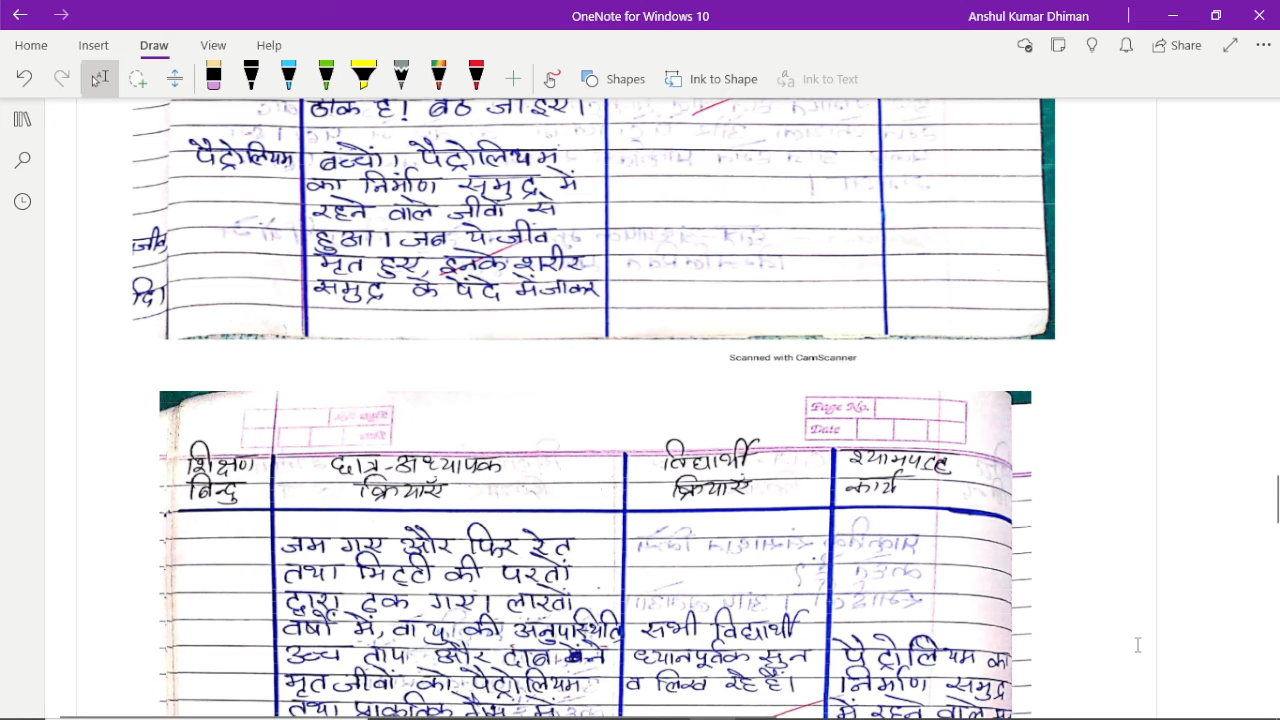 OneNote for Windows 10
Anshul Kumar Dhiman
Home Insert Draw View Help
Share
Shapes
Ink to Shape
Ink to Text
ठीक है! बैठ जाइए।
पैट्रोलियम
बच्चों। पैट्रोलियम
का निर्माण समुद्र में
रहने वाले जीवों से
हुआ। जब ये जीव
मृत हुए, इनके शरीर
समुद्र के पेंदे में जाकर
जीव
दि।
Scanned with CamScanner
Page No.
Date
शिक्षण
बिन्दु
छात्र-अध्यापक
क्रियाएँ
विद्यार्थी
क्रियाएं
श्यामपट्ट
कार्य
जम गए और फिर रेत
तथा मिट्टी की परतों
द्वारा ढक गए। लाखों
वर्षों में, वायु की अनुपस्थिति
उच्च ताप और दाब ने
मृत जीवों को पैट्रोलियम
तथा प्राकृतिक गैस में
सभी विद्यार्थी
ध्यानपूर्वक सुन
व लिख रहे हैं।
पैट्रोलियम का
निर्माण समुद्र
में रहने वाले